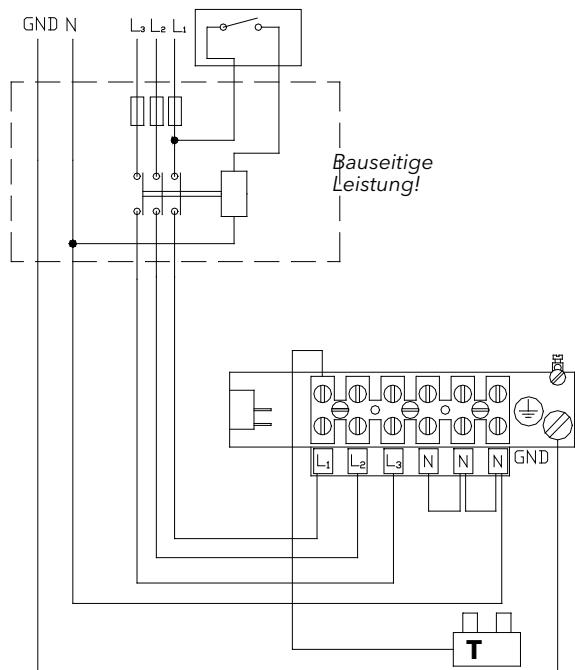 GND N L₃ L₂ L₁
Bauseitige
Leistung!
L₁ L₂ L₃ N N N GND
T